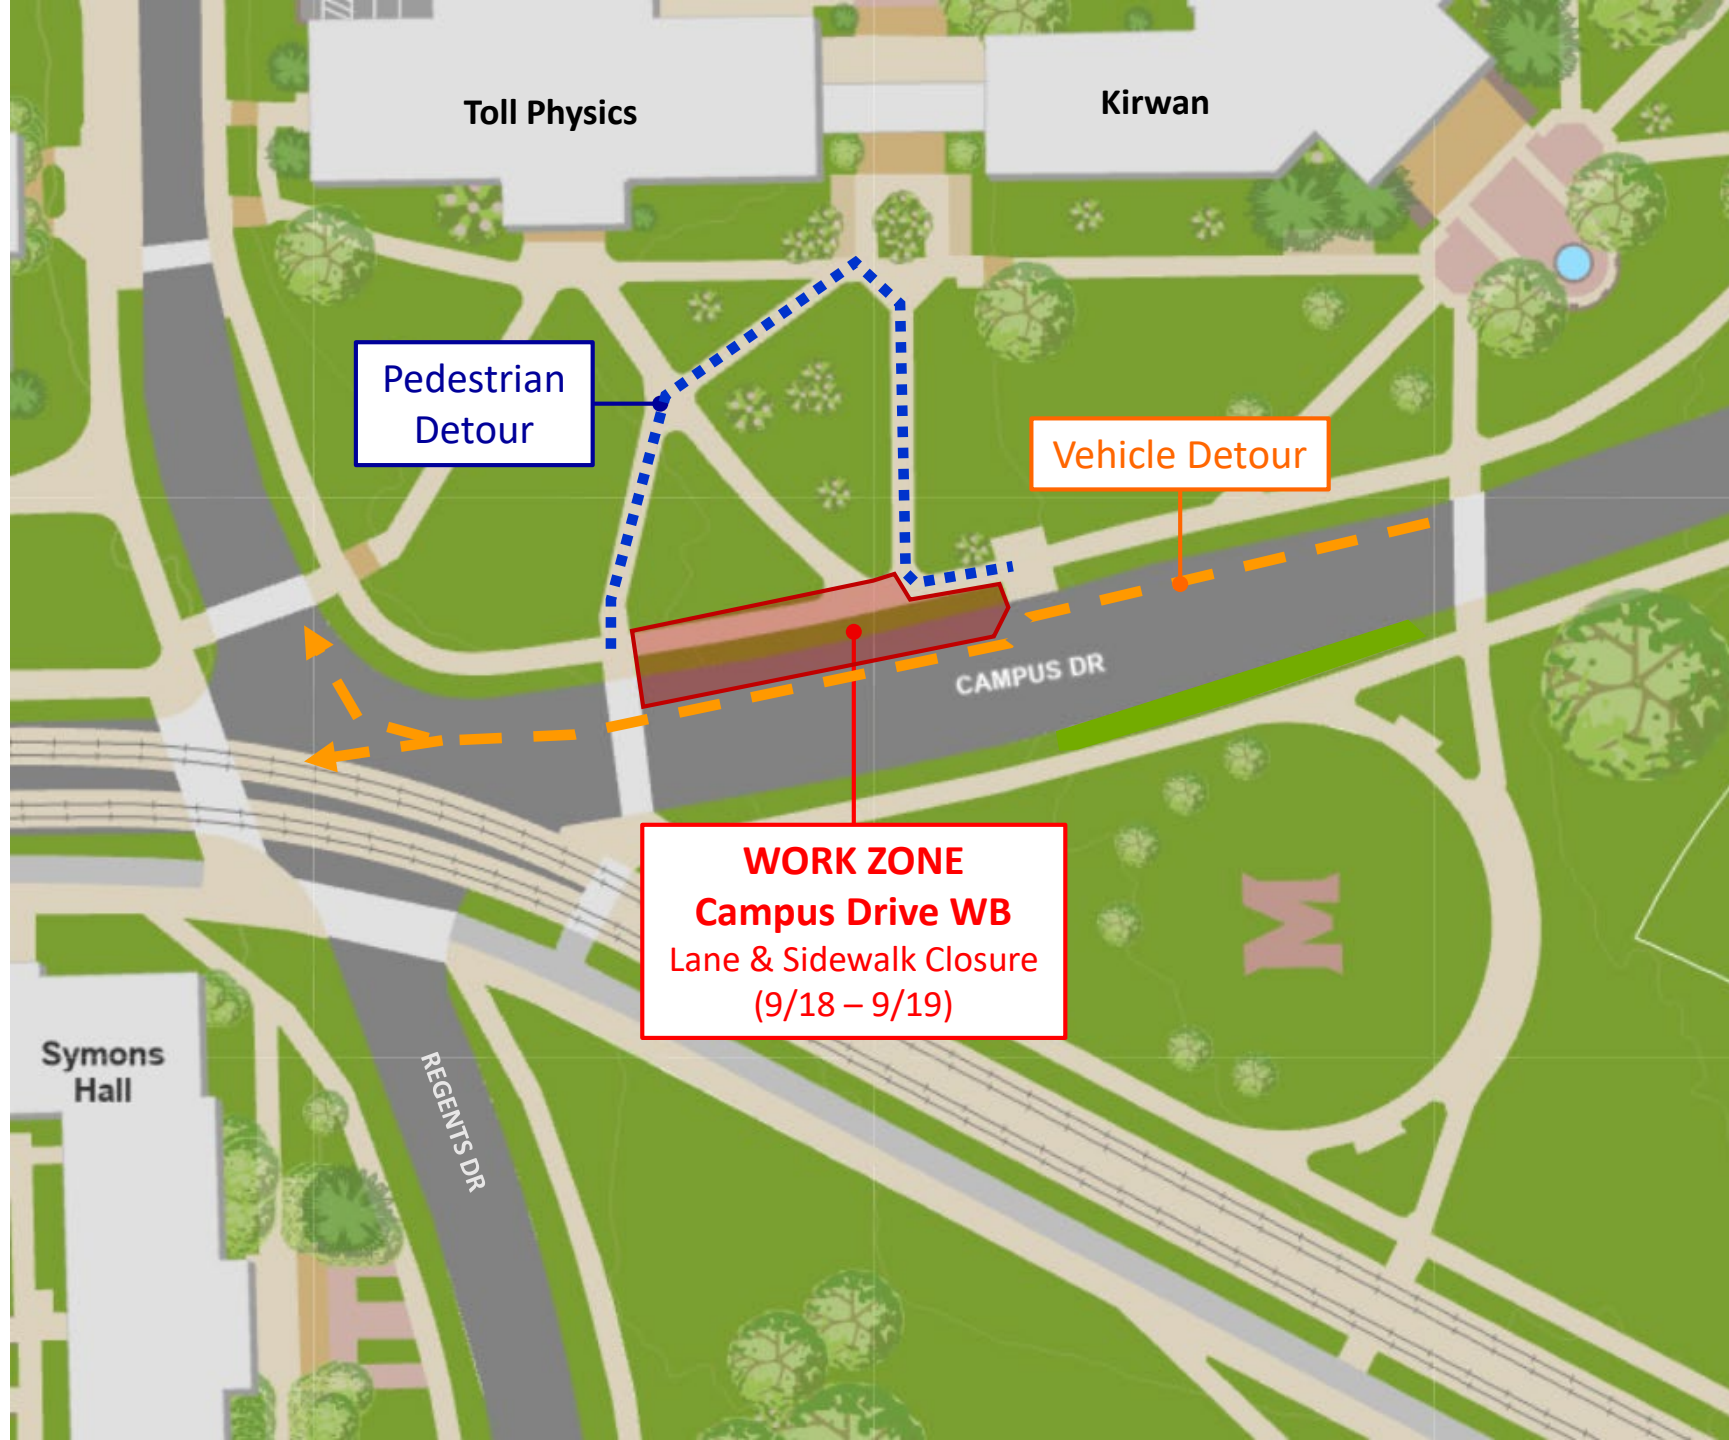 Toll Physics
Kirwan
Pedestrian
Detour
Vehicle Detour
CAMPUS DR
WORK ZONE
Campus Drive WB
Lane & Sidewalk Closure
(9/18 – 9/19)
M
Symons
Hall
REGENTS DR